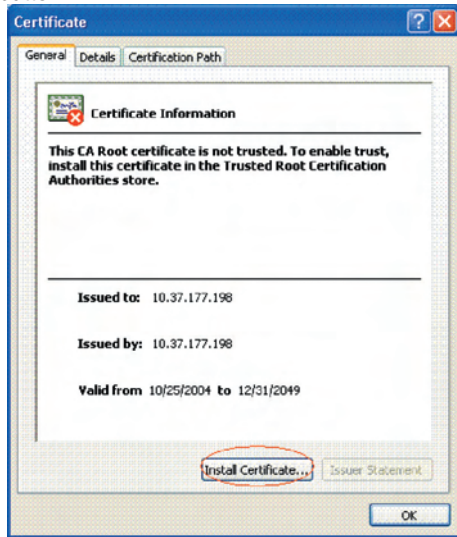 Certificate
General Details Certification Path
Certificate Information
This CA Root certificate is not trusted. To enable trust,
install this certificate in the Trusted Root Certification
Authorities store.
Issued to: 10.37.177.198
Issued by: 10.37.177.198
Valid from 10/25/2004 to 12/31/2049
Install Certificate... Issuer Statement
OK